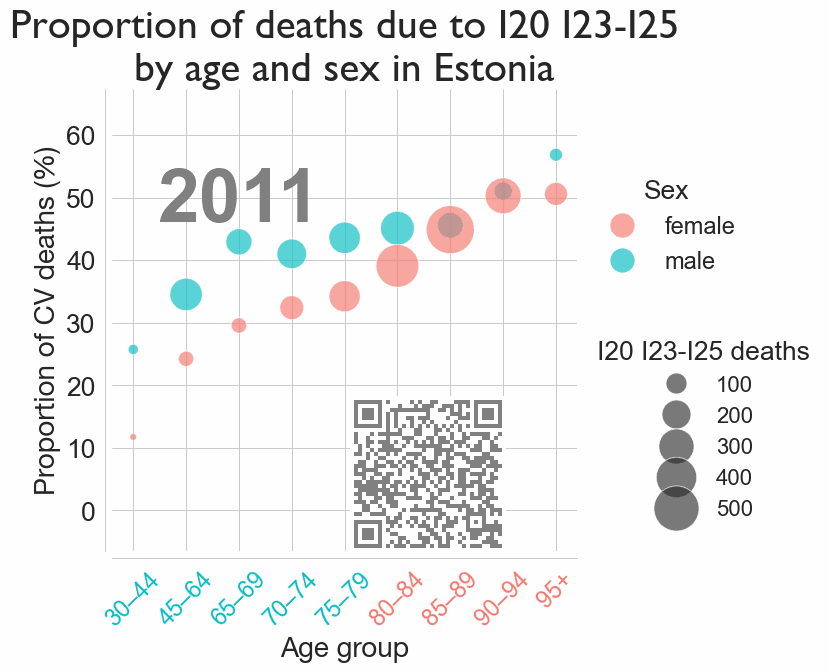 Proportion of deaths due to I20 I23-I25
by age and sex in Estonia
2011
Proportion of CV deaths (%)
60
50
40
30
20
10
0
30–44
45–64
65–69
70–74
75–79
80–84
85–89
90–94
95+
Age group
Sex
female
male
I20 I23-I25 deaths
100
200
300
400
500